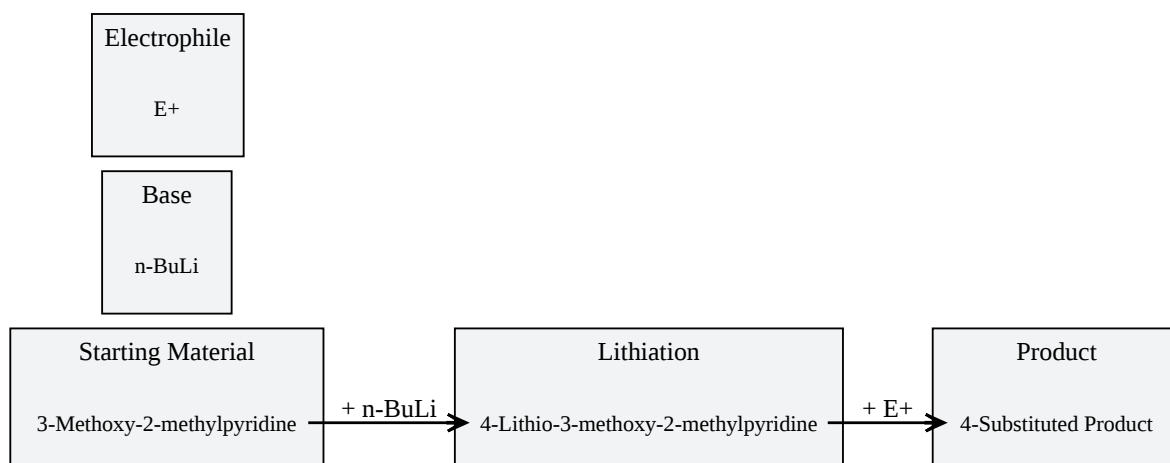 Electrophile
E+
Base
n-BuLi
Starting Material
3-Methoxy-2-methylpyridine
+ n-BuLi
Lithiation
4-Lithio-3-methoxy-2-methylpyridine
+ E+
Product
4-Substituted Product